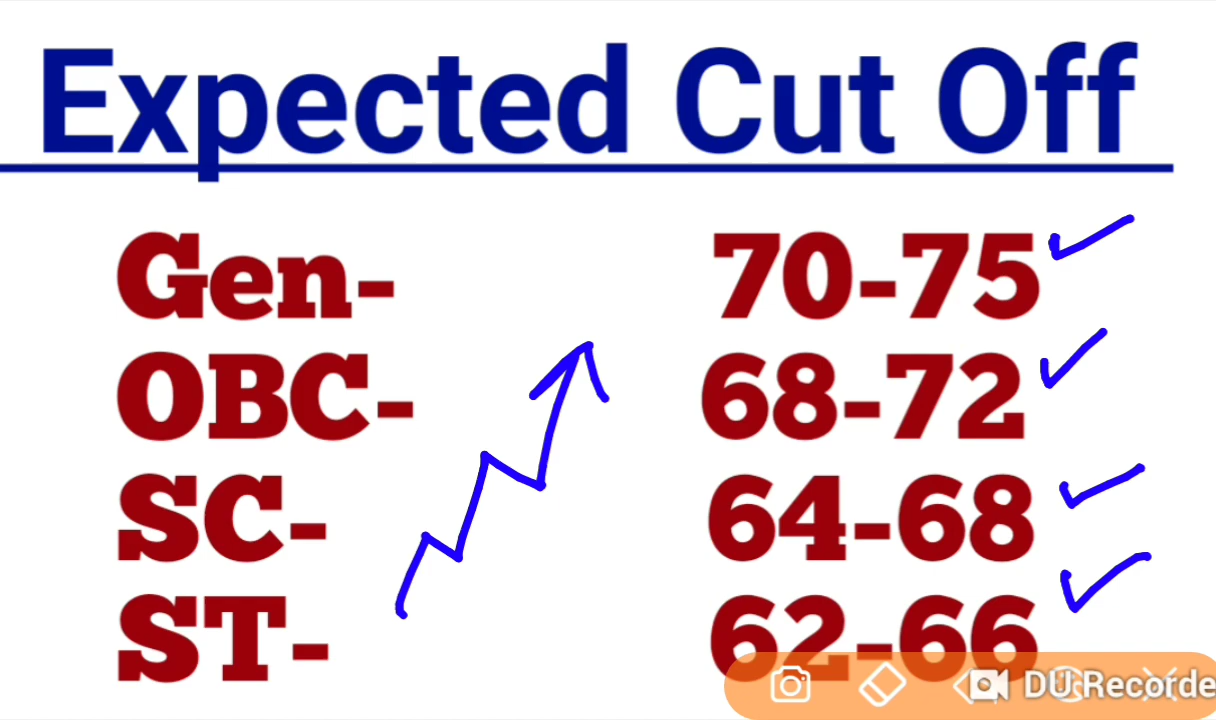 Expected Cut Off
Gen- 70-75
OBC- 68-72
SC- 64-68
ST- 62-66
DU Recorde